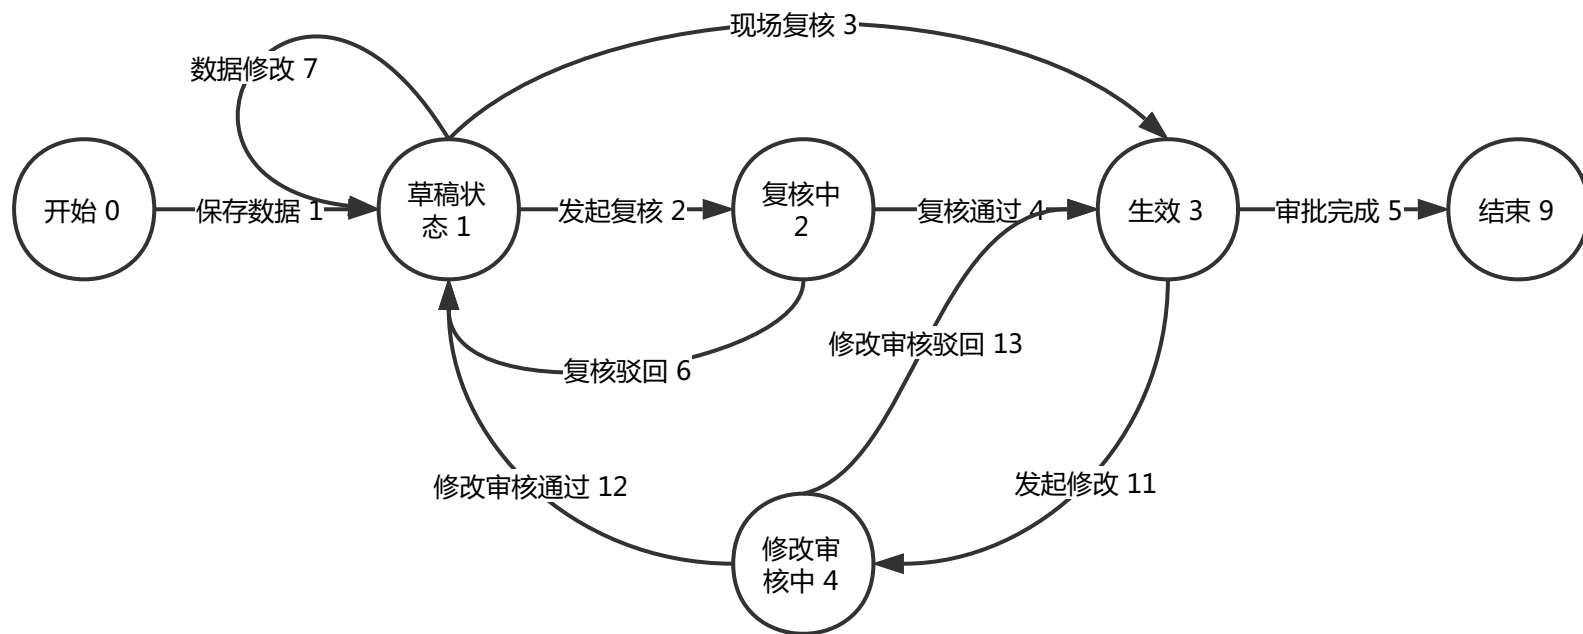 现场复核 3
数据修改 7
开始 0
保存数据 1
草稿状
态 1
发起复核 2
复核中
2
复核通过 4
生效 3
审批完成 5
结束 9
复核驳回 6
修改审核驳回 13
修改审核通过 12
发起修改 11
修改审
核中 4